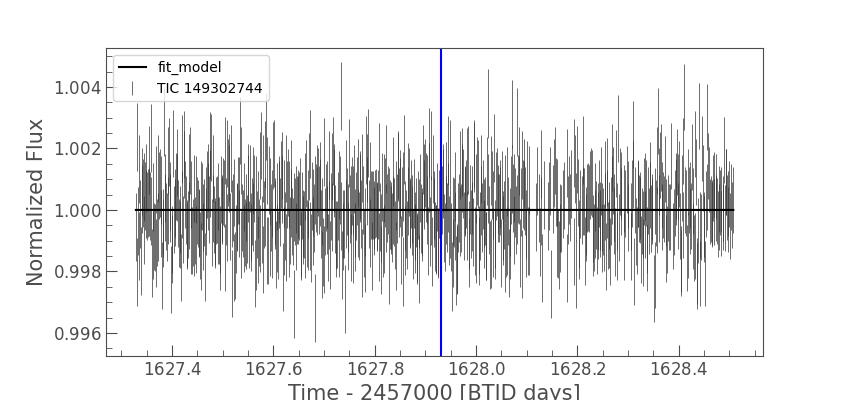 fit_model
TIC 149302744
1.004
1.002
1.000
0.998
0.996
Normalized Flux
1627.4 1627.6 1627.8 1628.0 1628.2 1628.4
Time - 2457000 [BTJD days]